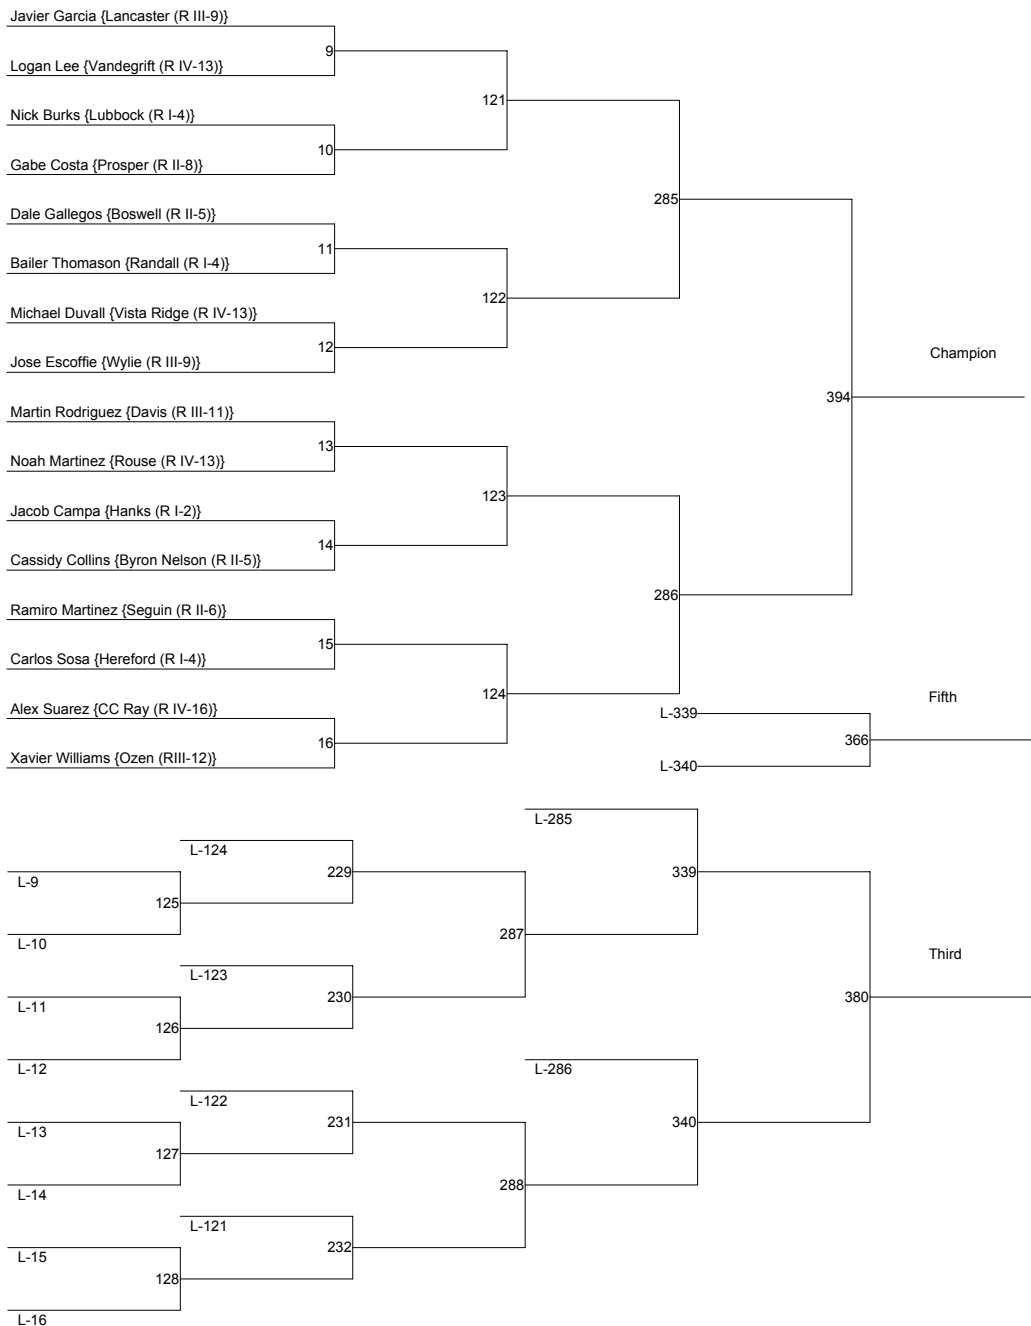 Javier Garcia {Lancaster (R III-9)}
9
Logan Lee {Vandegrift (R IV-13)}
121
Nick Burks {Lubbock (R I-4)}
10
Gabe Costa {Prosper (R II-8)}
285
Dale Gallegos {Boswell (R II-5)}
11
Bailer Thomason {Randall (R I-4)}
122
Michael Duvall {Vista Ridge (R IV-13)}
12
Jose Escoffie {Wylie (R III-9)}
Champion
394
Martin Rodriguez {Davis (R III-11)}
13
Noah Martinez {Rouse (R IV-13)}
123
Jacob Campa {Hanks (R I-2)}
14
Cassidy Collins {Byron Nelson (R II-5)}
286
Ramiro Martinez {Seguin (R II-6)}
15
Carlos Sosa {Hereford (R I-4)}
124
Fifth
Alex Suarez {CC Ray (R IV-16)}
L-339
16
366
Xavier Williams {Ozen (RIII-12)}
L-340
L-285
L-124
229
339
L-9
125
287
L-10
Third
L-123
230
380
L-11
126
L-12
L-286
L-122
231
340
L-13
127
288
L-14
L-121
232
L-15
128
L-16